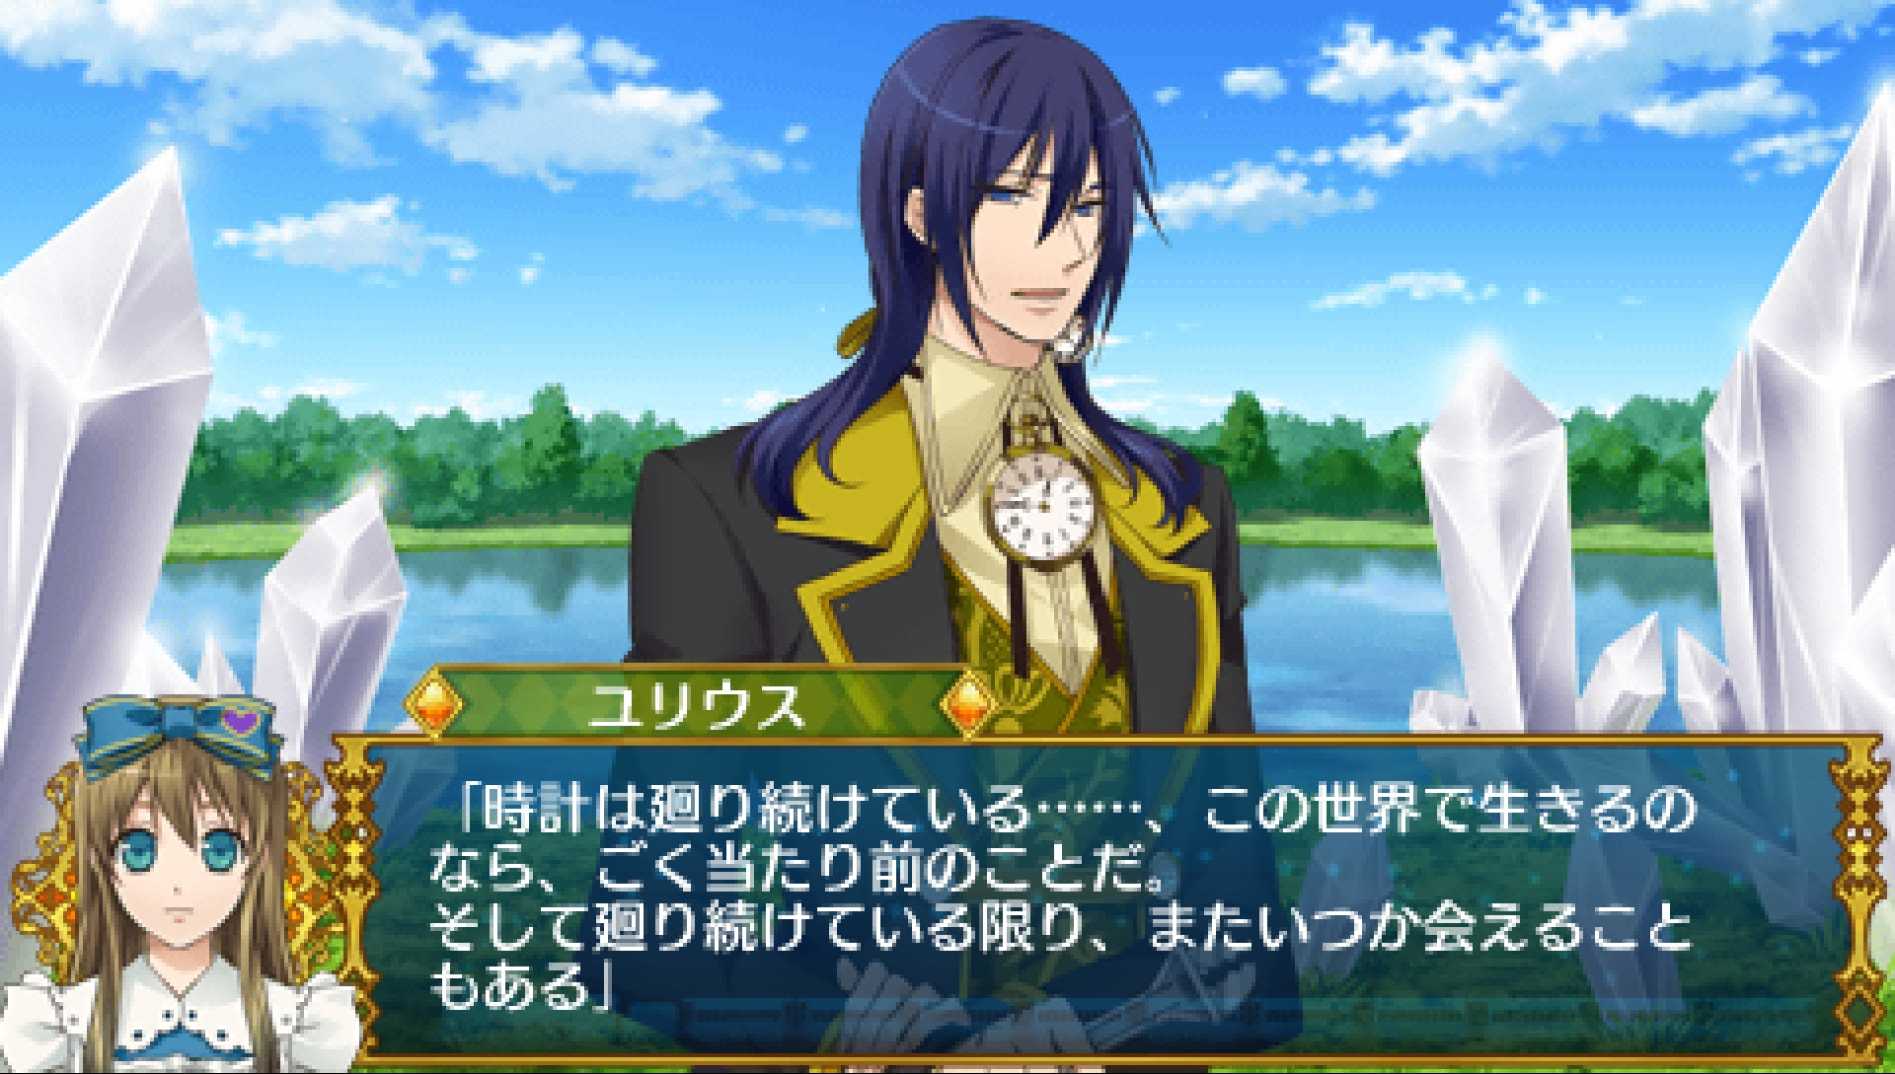 ユリウス
「時計は廻り続けている……、この世界で生きるの
なら、ごく当たり前のことだ。
そして廻り続けている限り、またいつか会えること
もある」